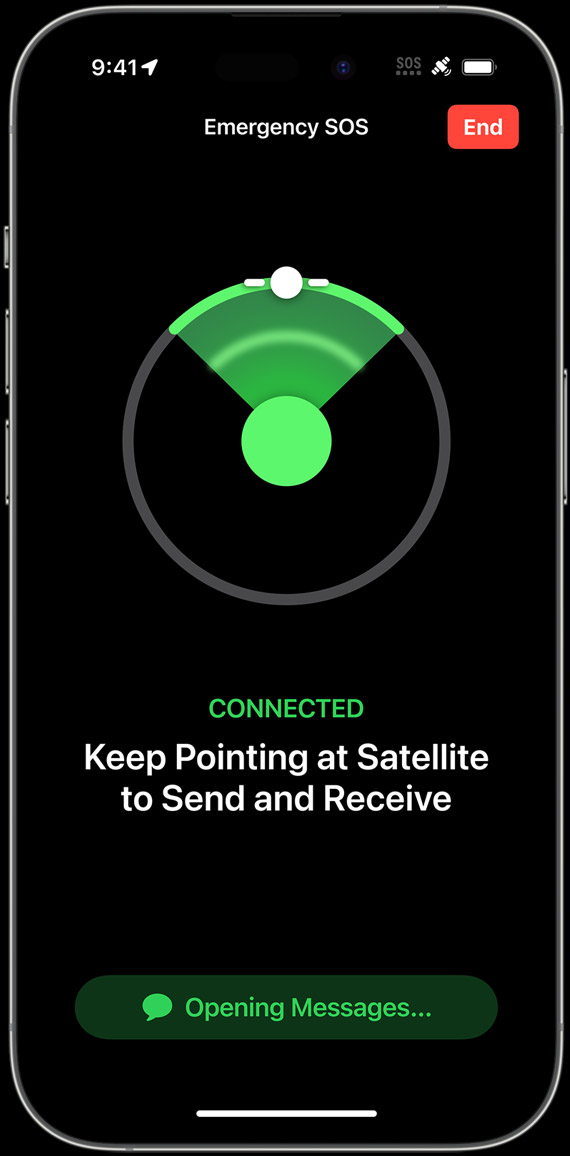 9:41
SOS
Emergency SOS
End
CONNECTED
Keep Pointing at Satellite
to Send and Receive
Opening Messages...